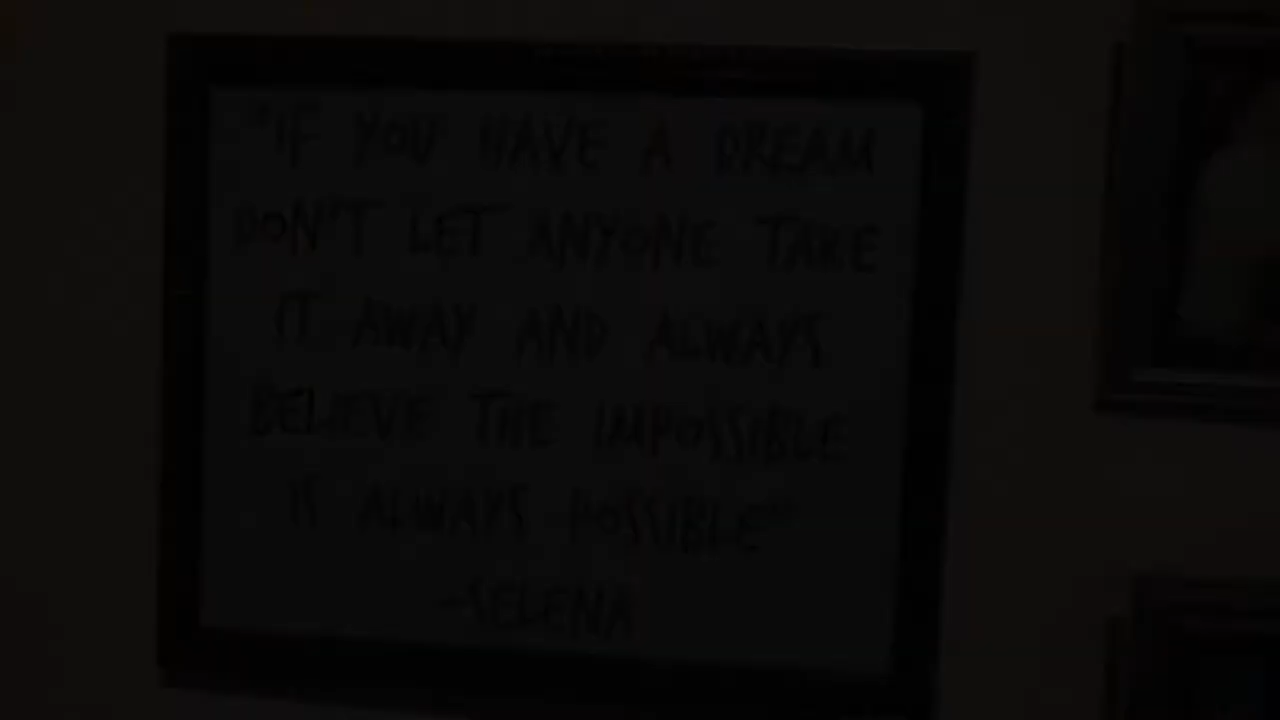 "IF YOU HAVE A DREAM
DON'T LET ANYONE TAKE
IT AWAY AND ALWAYS
BELIEVE THE IMPOSSIBLE
IS ALWAYS POSSIBLE"
-SELENA